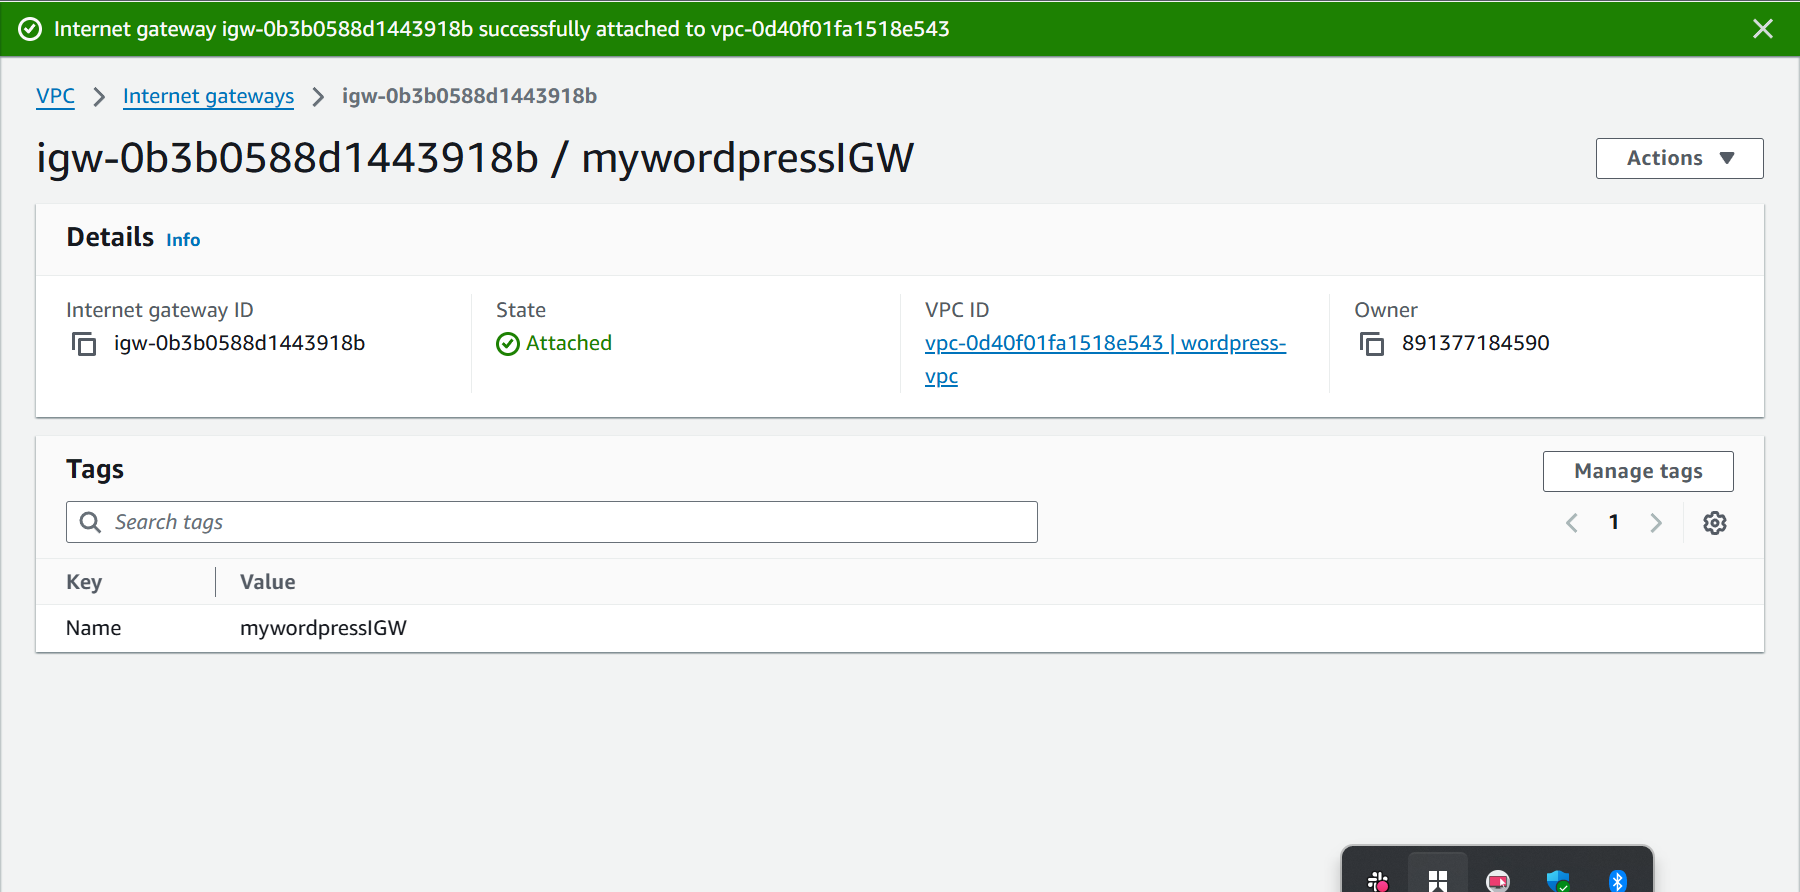 Internet gateway igw-0b3b0588d1443918b successfully attached to vpc-0d40f01fa1518e543
VPC > Internet gateways > igw-0b3b0588d1443918b
igw-0b3b0588d1443918b / mywordpressIGW
Actions
Details Info
Internet gateway ID
igw-0b3b0588d1443918b
State
Attached
VPC ID
vpc-0d40f01fa1518e543 | wordpress-
vpc
Owner
891377184590
Tags
Manage tags
Search tags
1
Key Value
Name mywordpressIGW